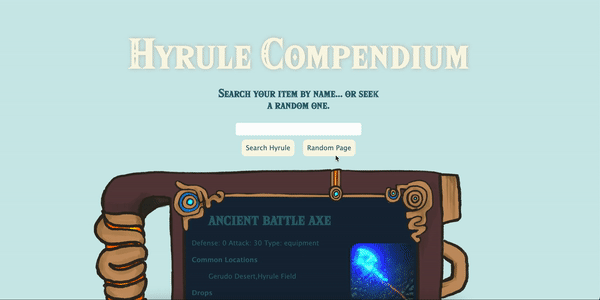 Hyrule Compendium
Search your item by name... or seek
a random one.
Search Hyrule Random Page
ANCIENT BATTLE AXE
Defense: 0 Attack: 30 Type: equipment
Common Locations
Gerudo Desert,Hyrule Field
Drops